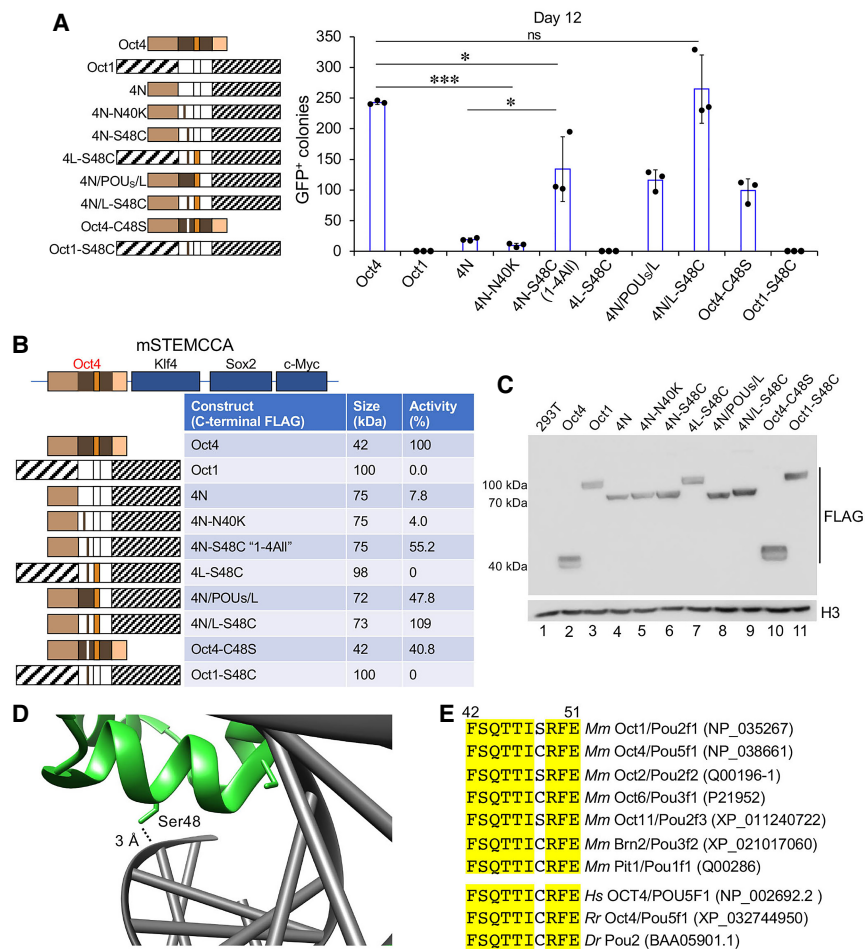 A
Oct4
Oct1
4N
4N-N40K
4N-S48C
4L-S48C
4N/POUS/L
4N/L-S48C
Oct4-C48S
Oct1-S48C
Day 12
ns
*
***
*
GFP+ colonies
350
300
250
200
150
100
50
0
Oct4
Oct1
4N
4N-N40K
4N-S48C
(1-4All)
4L-S48C
4N/POUS/L
4N/L-S48C
Oct4-C48S
Oct1-S48C
B
mSTEMCCA
Oct4 Klf4 Sox2 c-Myc
Construct (C-terminal FLAG) Size (kDa) Activity (%)
Oct4 42 100
Oct1 100 0.0
4N 75 7.8
4N-N40K 75 4.0
4N-S48C “1-4All” 75 55.2
4L-S48C 98 0
4N/POUs/L 72 47.8
4N/L-S48C 73 109
Oct4-C48S 42 40.8
Oct1-S48C 100 0
C
293T
Oct4
Oct1
4N
4N-N40K
4N-S48C
4L-S48C
4N/POUS/L
4N/L-S48C
Oct4-C48S
Oct1-S48C
100 kDa
70 kDa
40 kDa
FLAG
H3
1 2 3 4 5 6 7 8 9 10 11
D
Ser48
3 Å
E
42 51
FSQTTISRFE Mm Oct1/Pou2f1 (NP_035267)
FSQTTICRFE Mm Oct4/Pou5f1 (NP_038661)
FSQTTISRFE Mm Oct2/Pou2f2 (Q00196-1)
FSQTTICRFE Mm Oct6/Pou3f1 (P21952)
FSQTTISRFE Mm Oct11/Pou2f3 (XP_011240722)
FSQTTICRFE Mm Brn2/Pou3f2 (XP_021017060)
FSQTTICRFE Mm Pit1/Pou1f1 (Q00286)
FSQTTICRFE Hs OCT4/POU5F1 (NP_002692.2 )
FSQTTICRFE Rr Oct4/Pou5f1 (XP_032744950)
FSQTTICRFE Dr Pou2 (BAA05901.1)